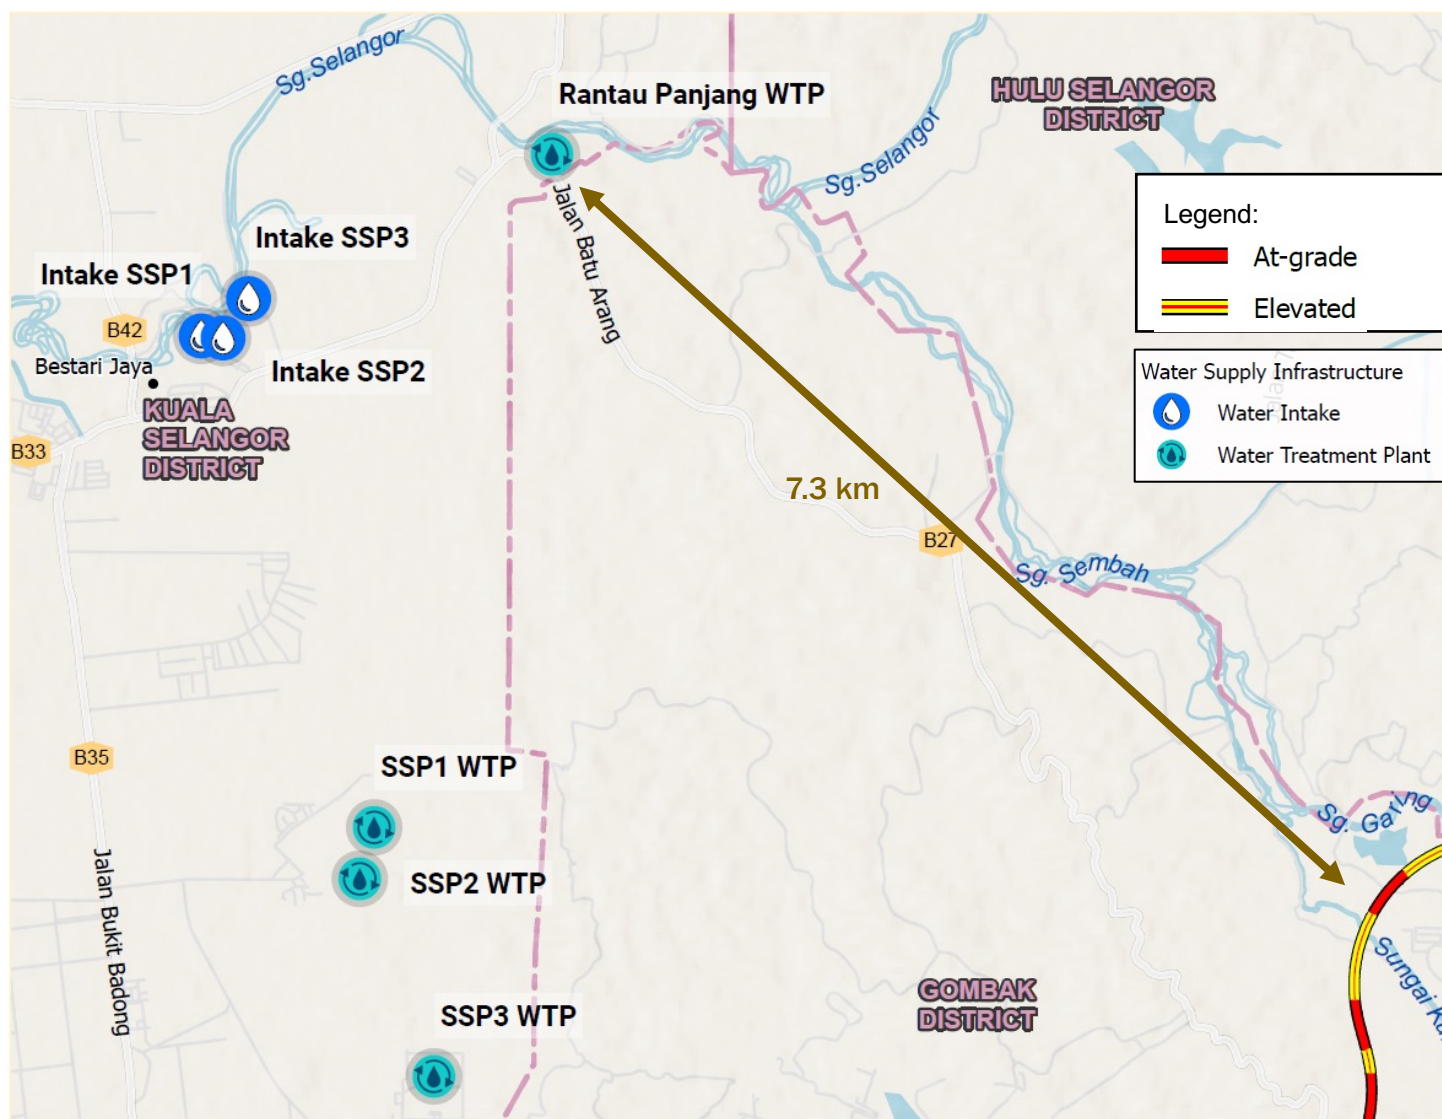 Sg.Selangor
Rantau Panjang WTP
HULU SELANGOR
DISTRICT
Sg.Selangor
Jalan Batu Arang
Legend:
At-grade
Elevated
Intake SSP3
Intake SSP1
B42
Bestari Jaya
Intake SSP2
Water Supply Infrastructure
Water Intake
Water Treatment Plant
KUALA
SELANGOR
DISTRICT
B33
7.3 km
B27
Sg. Sembah
B35
SSP1 WTP
Sg. Garing
SSP2 WTP
Jalan Bukit Badong
Sungai
GOMBAK
DISTRICT
SSP3 WTP